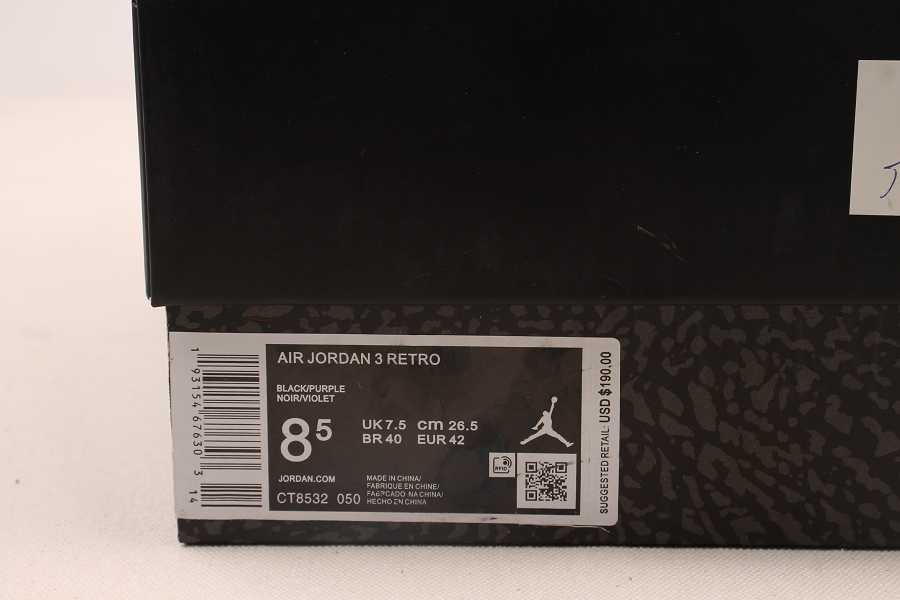 AIR JORDAN 3 RETRO
BLACK/PURPLE
NOIR/VIOLET
8⁵
UK 7.5 cm 26.5
BR 40 EUR 42
JORDAN.COM
CT8532 050
MADE IN CHINA/
FABRIQUE EN CHINE/
FABRICADO NA CHINA/
HECHO EN CHINA
RFID
SUGGESTED RETAIL: USD $190.00
1 93154 67630 3 14